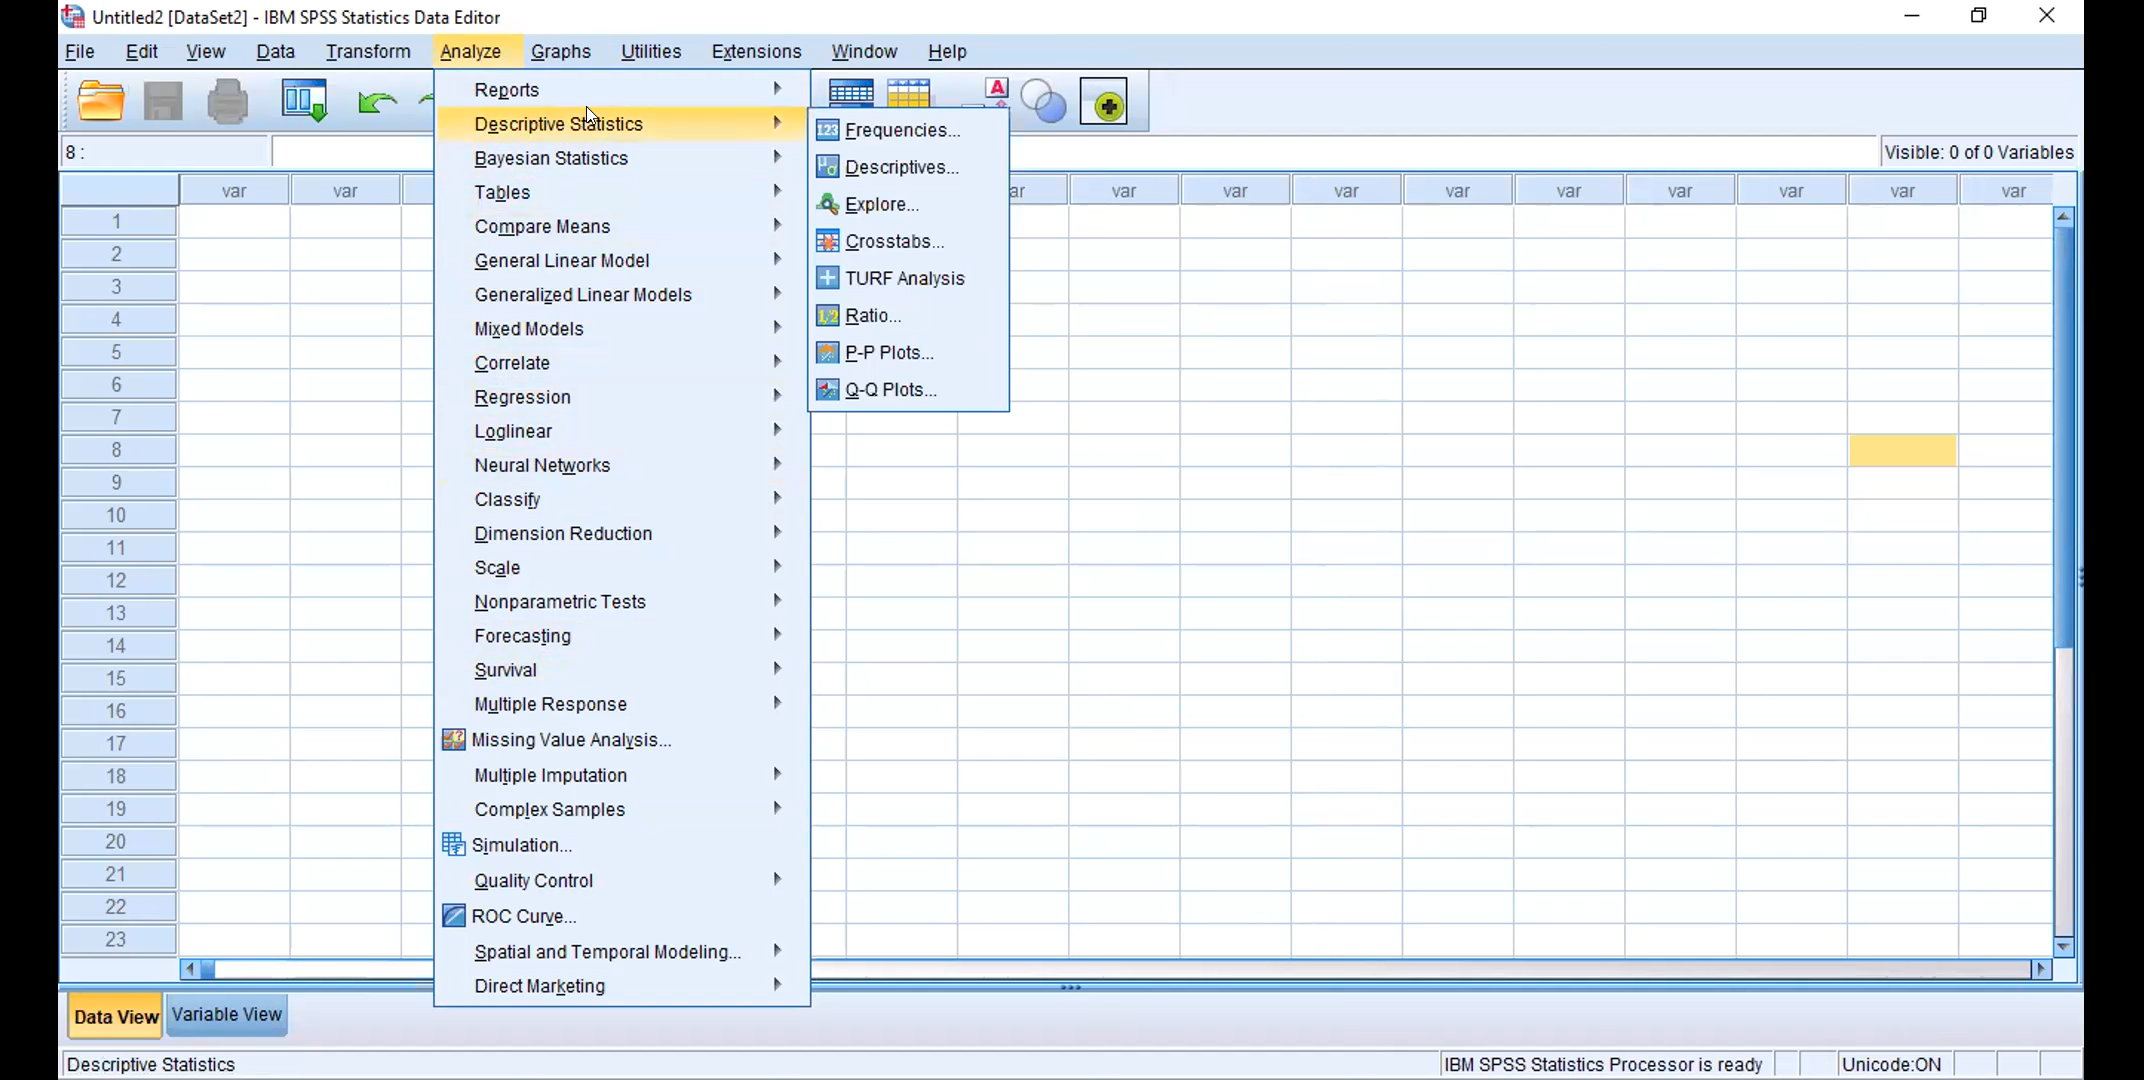 Untitled2 [DataSet2] - IBM SPSS Statistics Data Editor
File Edit View Data Transform Analyze Graphs Utilities Extensions Window Help
8 :
Visible: 0 of 0 Variables
Reports
Descriptive Statistics
Bayesian Statistics
Tables
Compare Means
General Linear Model
Generalized Linear Models
Mixed Models
Correlate
Regression
Loglinear
Neural Networks
Classify
Dimension Reduction
Scale
Nonparametric Tests
Forecasting
Survival
Multiple Response
Missing Value Analysis...
Multiple Imputation
Complex Samples
Simulation...
Quality Control
ROC Curve...
Spatial and Temporal Modeling...
Direct Marketing
A
123 Frequencies...
Descriptives...
Explore...
Crosstabs...
TURF Analysis
1/2 Ratio...
P-P Plots...
Q-Q Plots...
var var ar var var var var var var var var var
1
2
3
4
5
6
7
8
9
10
11
12
13
14
15
16
17
18
19
20
21
22
23
Data View Variable View
Descriptive Statistics
IBM SPSS Statistics Processor is ready
Unicode:ON